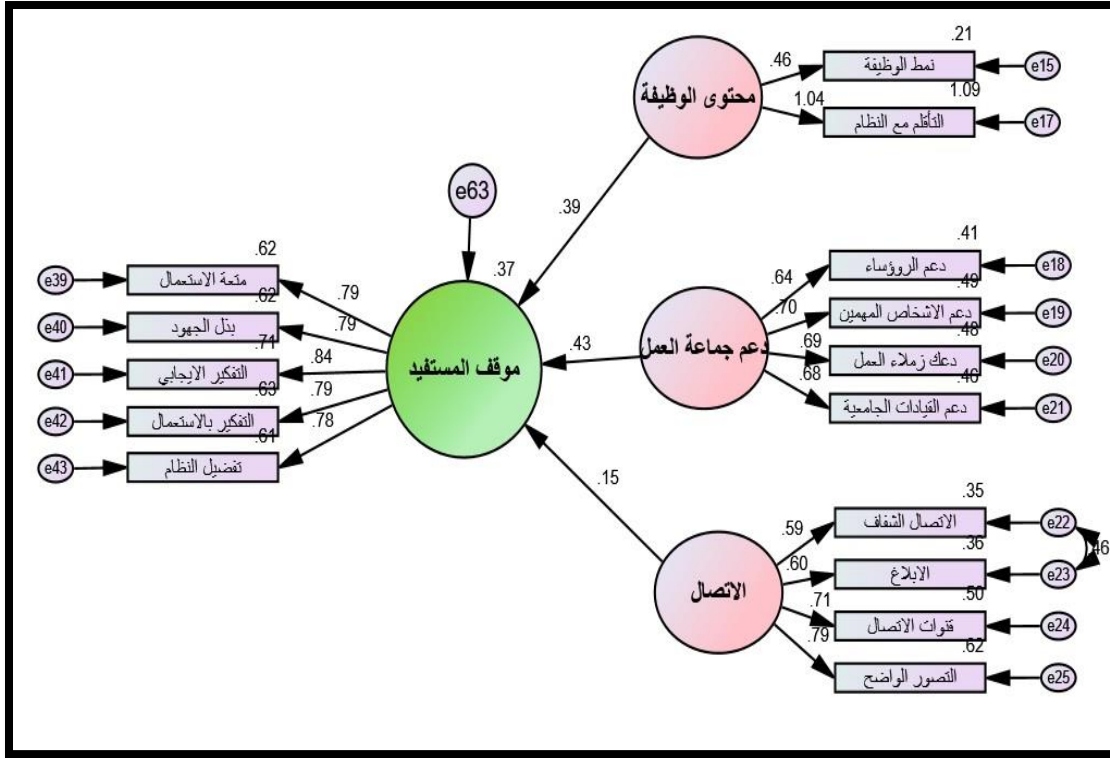 .21
.46
نمط الوظيفة
e15
محتوى الوظيفة
1.09
1.04
التأقلم مع النظام
e17
e63
.39
.37
.41
.64
دعم الروؤساء
e18
.49
.70
دعم الاشخاص المهمين
e19
.48
دعم جماعة العمل
.69
دعك زملاء العمل
e20
.46
.68
دعم القيادات الجامعية
e21
.43
.62
e39
متعة الاستعمال
.79
.62
e40
بذل الجهود
.79
.71
e41
التفكير الايجابي
.84
موقف المستفيد
.63
e42
التفكير بالاستعمال
.79
.61
e43
تفضيل النظام
.78
.15
.35
.59
الاتصال الشفاف
e22
.46
.36
.60
الابلاغ
e23
الاتصال
.50
.71
قنوات الاتصال
e24
.62
.79
التصور الواضح
e25